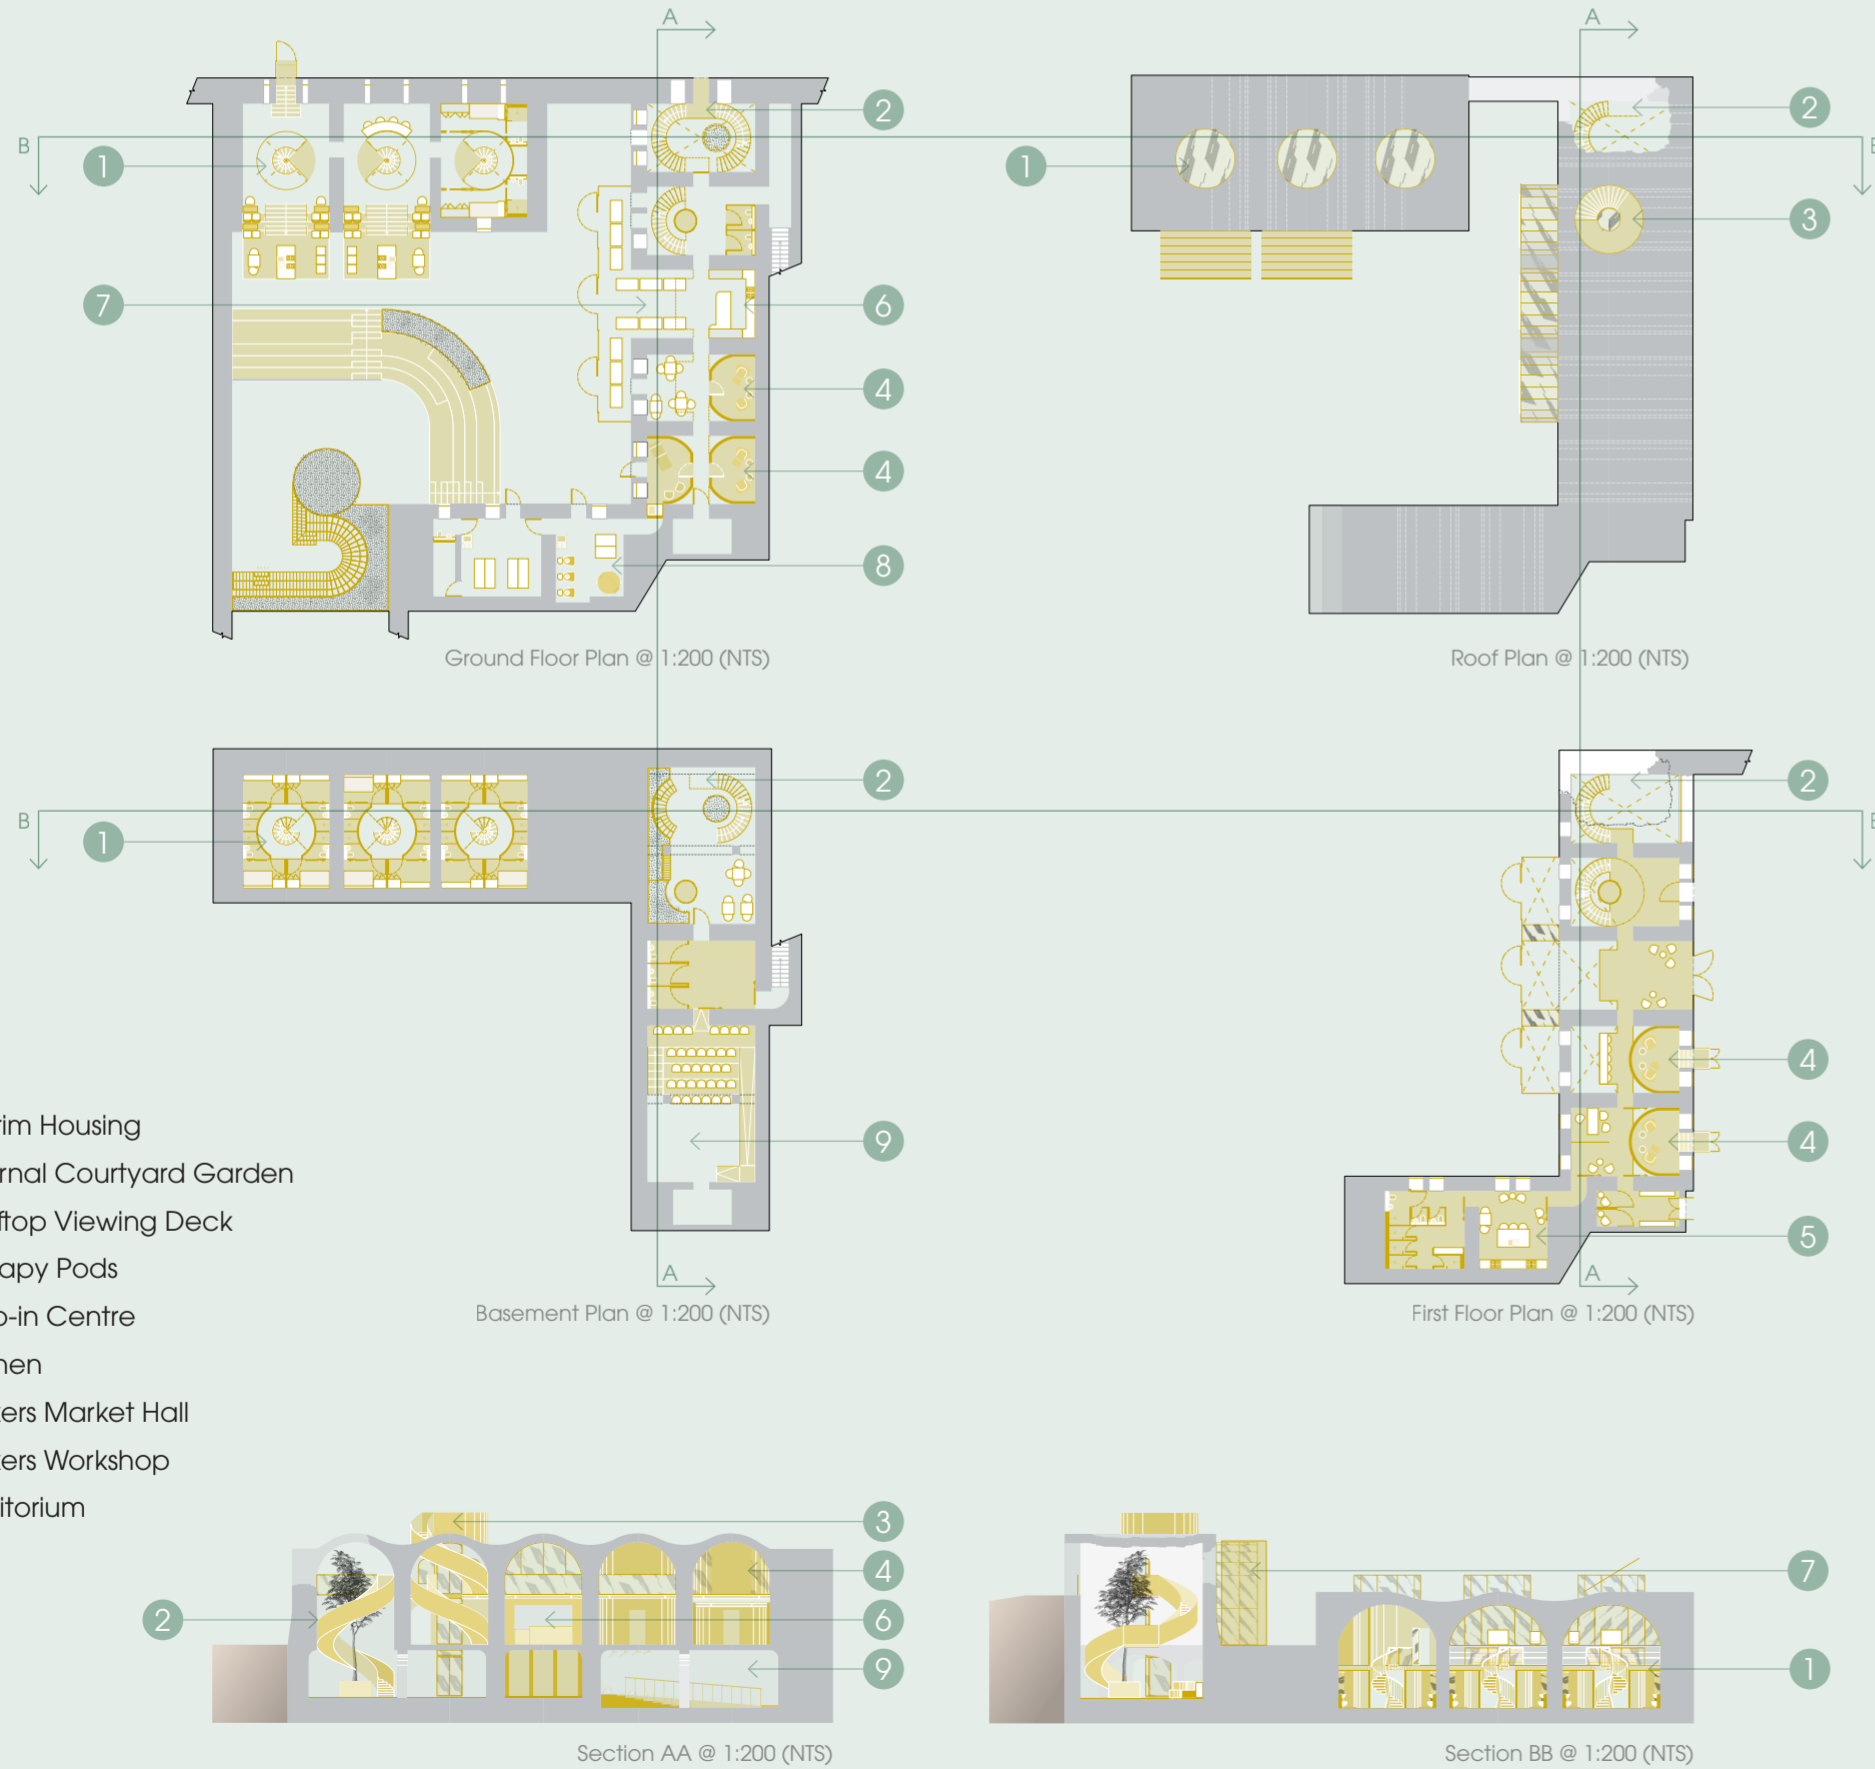 A
A
2
2
B
B
1
1
3
7
6
4
4
8
Ground Floor Plan @ 1:200 (NTS)
Roof Plan @ 1:200 (NTS)
2
2
B
1
4
9
4
5
A
A
Basement Plan @ 1:200 (NTS)
First Floor Plan @ 1:200 (NTS)
rim Housing
rnal Courtyard Garden
ftop Viewing Deck
apy Pods
o-in Centre
hen
ers Market Hall
ers Workshop
itorium
3
4
7
2
6
9
1
Section AA @ 1:200 (NTS)
Section BB @ 1:200 (NTS)